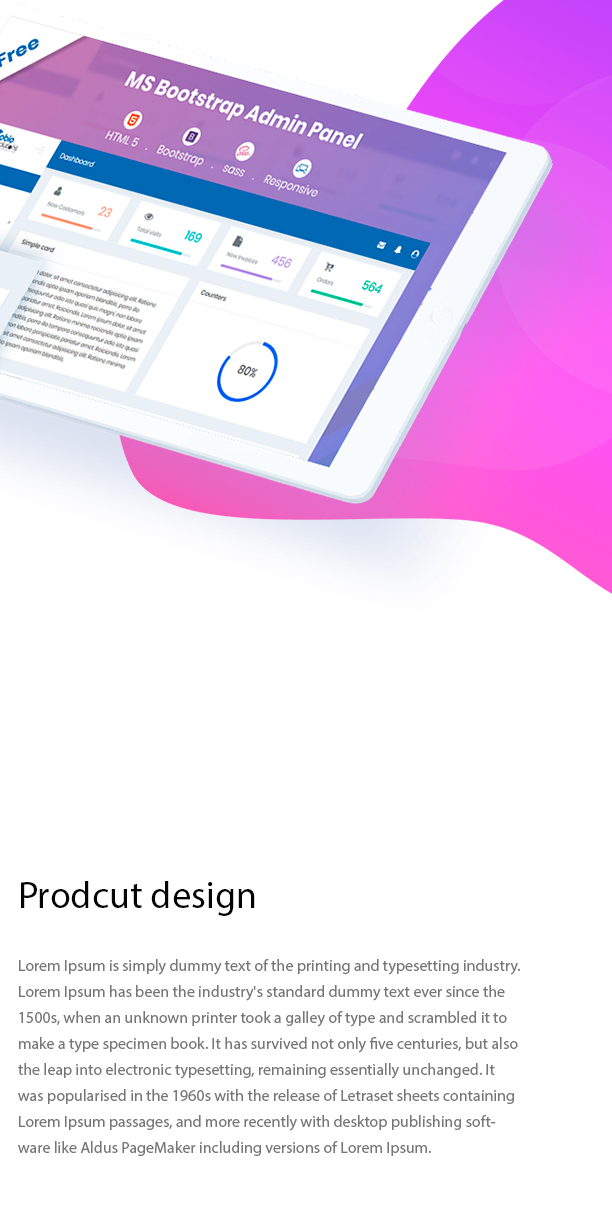 Free
MS Bootstrap Admin Panel
HTML 5 . Bootstrap . sass . Responsive
Dashboard
New Customers 23
Total visits 169
New invoices 456
Orders 564
Simple card
Counters
80%
Prodcut design
Lorem Ipsum is simply dummy text of the printing and typesetting industry.
Lorem Ipsum has been the industry's standard dummy text ever since the
1500s, when an unknown printer took a galley of type and scrambled it to
make a type specimen book. It has survived not only five centuries, but also
the leap into electronic typesetting, remaining essentially unchanged. It
was popularised in the 1960s with the release of Letraset sheets containing
Lorem Ipsum passages, and more recently with desktop publishing soft-
ware like Aldus PageMaker including versions of Lorem Ipsum.